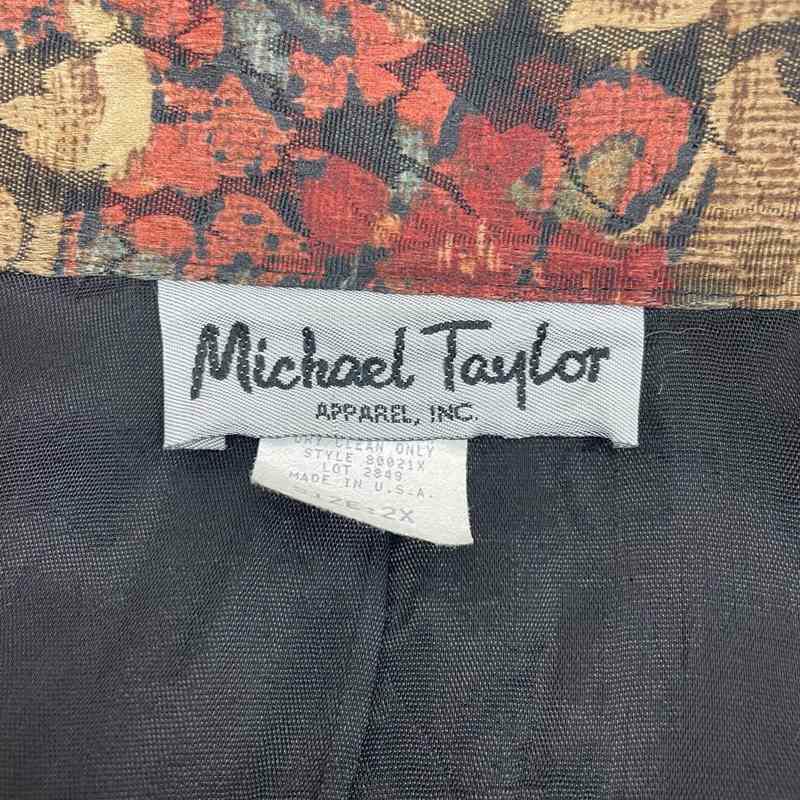 Michael Taylor
APPAREL, INC.
DRY CLEAN ONLY
STYLE 80021X
LOT 2849
MADE IN U.S.A.
SIZE: 2X